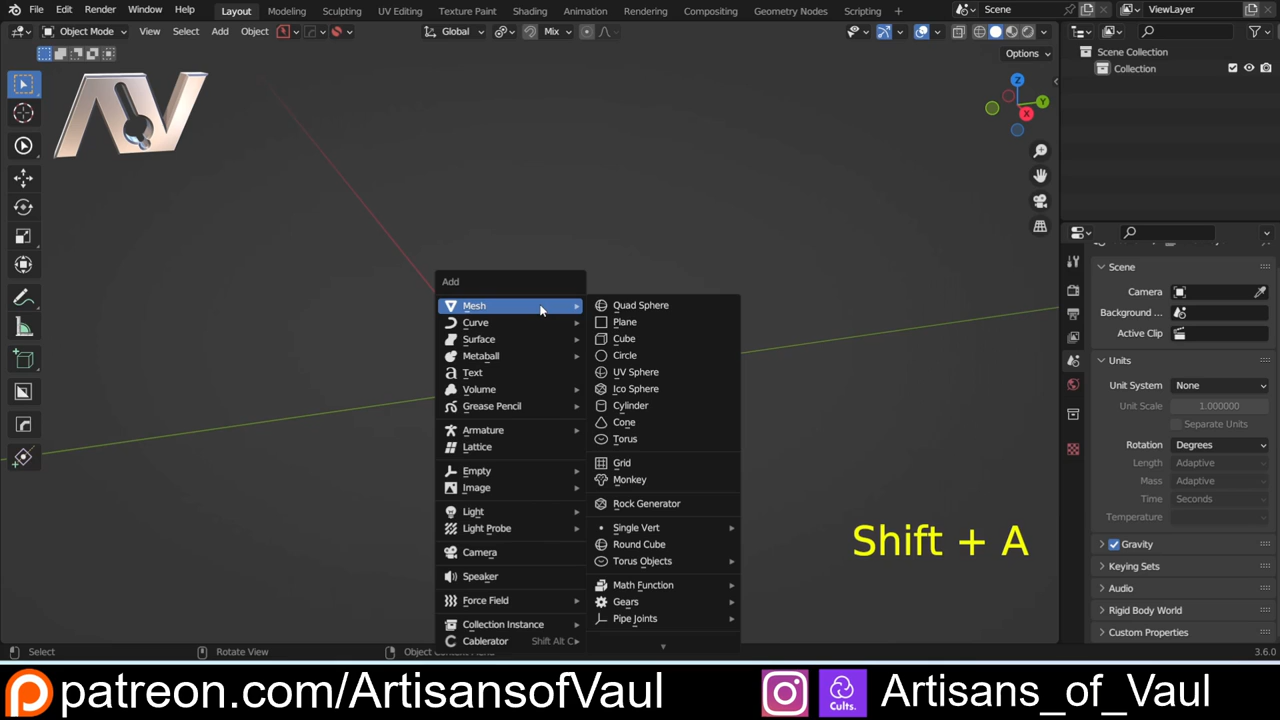 File Edit Render Window Help Layout Modeling Sculpting UV Editing Texture Paint Shading Animation Rendering Compositing Geometry Nodes Scripting + Scene ViewLayer
Object Mode View Select Add Object Global Mix
Options
AV
Z
Y
X
Scene Collection
Collection
Scene
Camera
Background ...
Active Clip
Units
Unit System None
Unit Scale 1.000000
Separate Units
Rotation Degrees
Length Adaptive
Mass Adaptive
Time Seconds
Temperature
Gravity
Keying Sets
Audio
Rigid Body World
Custom Properties
Add
Mesh
Curve
Surface
Metaball
Text
Volume
Grease Pencil
Armature
Lattice
Empty
Image
Light
Light Probe
Camera
Speaker
Force Field
Collection Instance
Cablerator Shift Alt C
Quad Sphere
Plane
Cube
Circle
UV Sphere
Ico Sphere
Cylinder
Cone
Torus
Grid
Monkey
Rock Generator
Single Vert
Round Cube
Torus Objects
Math Function
Gears
Pipe Joints
Shift + A
Select Rotate View Object 3.6.0
patreon.com/ArtisansofVaul Cults. Artisans_of_Vaul